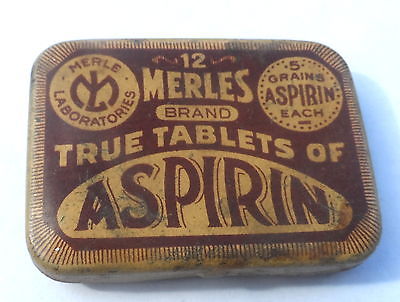 12
MERLES
BRAND
MERLE
LABORATORIES
ML
5
GRAINS
ASPIRIN
EACH
TRUE TABLETS OF
ASPIRIN